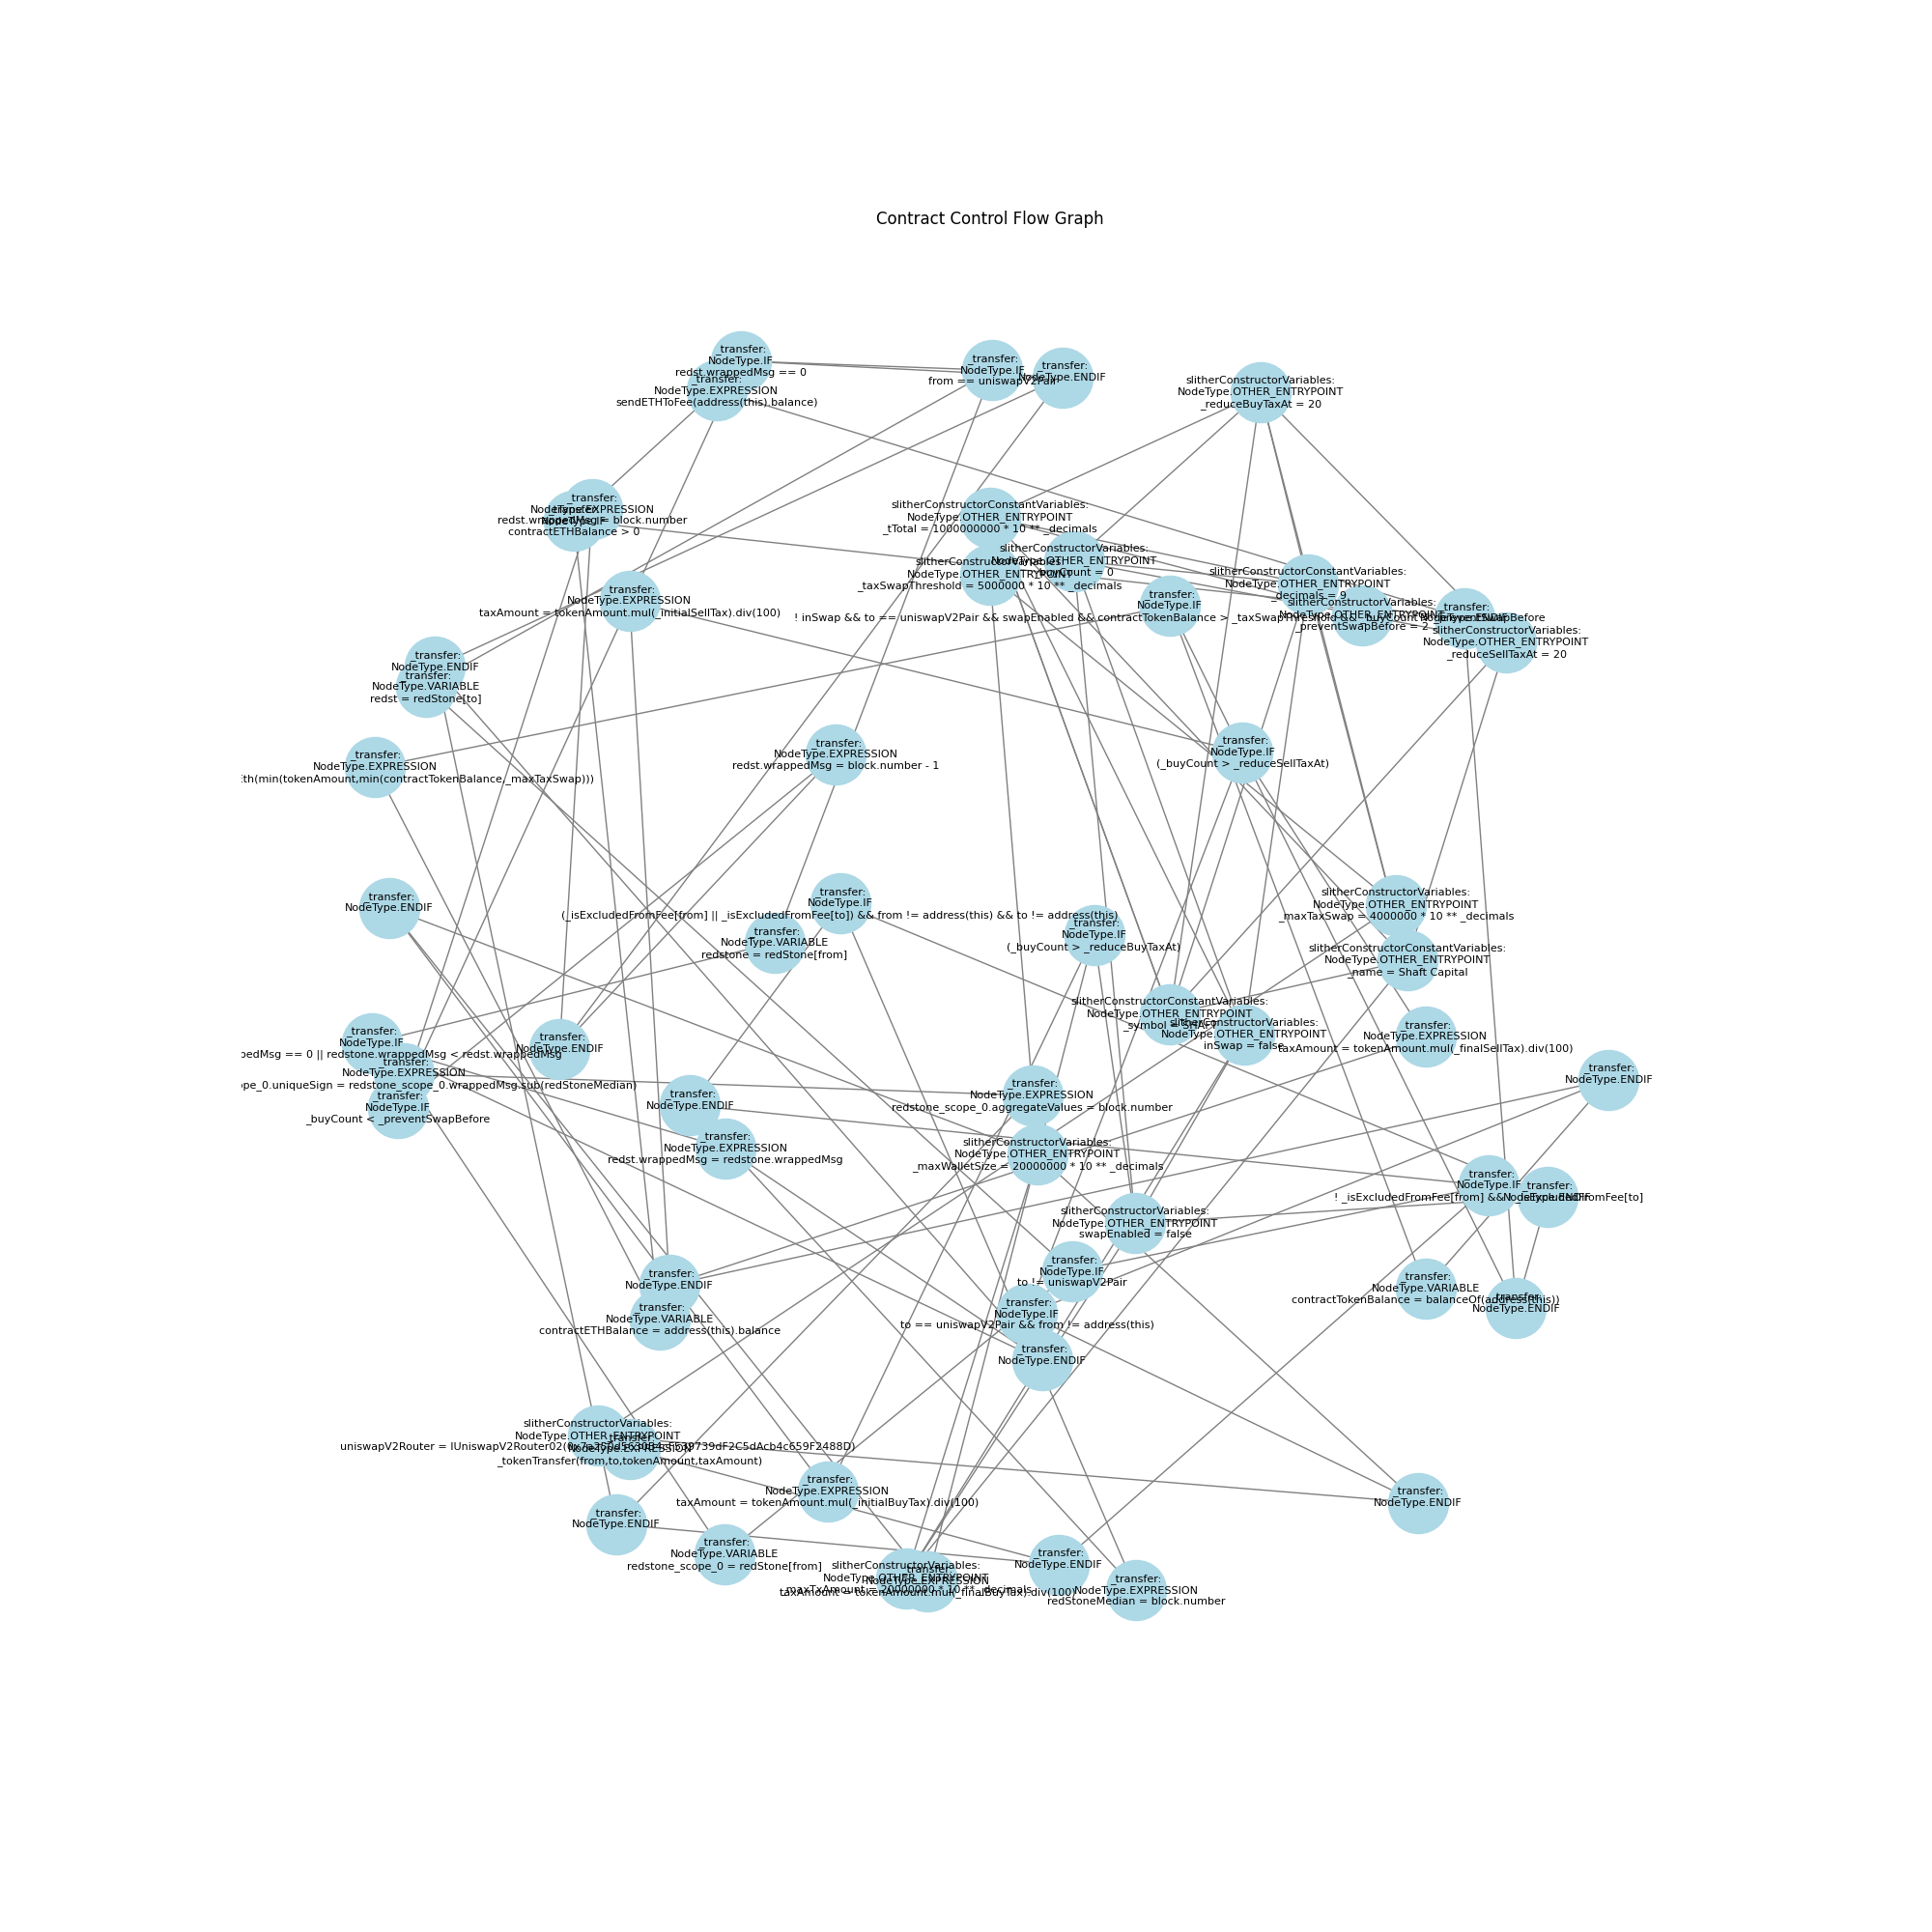 Contract Control Flow Graph
_transfer:
NodeType.IF
redst.wrappedMsg == 0
_transfer:
NodeType.EXPRESSION
sendETHToFee(address(this).balance)
_transfer:
NodeType.IF
from == uniswapV2Pair
_transfer:
NodeType.ENDIF
slitherConstructorVariables:
NodeType.OTHER_ENTRYPOINT
_reduceBuyTaxAt = 20
_transfer:
NodeType.EXPRESSION
redst.wrappedMsg = block.number
_transfer:
NodeType.IF
contractETHBalance > 0
slitherConstructorConstantVariables:
NodeType.OTHER_ENTRYPOINT
_tTotal = 1000000000 * 10 ** _decimals
slitherConstructorVariables:
NodeType.OTHER_ENTRYPOINT
_buyCount = 0
slitherConstructorVariables:
NodeType.OTHER_ENTRYPOINT
_taxSwapThreshold = 5000000 * 10 ** _decimals
slitherConstructorConstantVariables:
NodeType.OTHER_ENTRYPOINT
_decimals = 9
_transfer:
NodeType.EXPRESSION
taxAmount = tokenAmount.mul(_initialSellTax).div(100)
_transfer:
NodeType.IF
! inSwap && to == uniswapV2Pair && swapEnabled && contractTokenBalance > _taxSwapThreshold && _buyCount > _preventSwapBefore
slitherConstructorVariables:
NodeType.OTHER_ENTRYPOINT
_preventSwapBefore = 2
_transfer:
NodeType.ENDIF
slitherConstructorVariables:
NodeType.OTHER_ENTRYPOINT
_reduceSellTaxAt = 20
_transfer:
NodeType.ENDIF
_transfer:
NodeType.VARIABLE
redst = redStone[to]
_transfer:
NodeType.EXPRESSION
th(min(tokenAmount,min(contractTokenBalance,_maxTaxSwap)))
_transfer:
NodeType.EXPRESSION
redst.wrappedMsg = block.number - 1
_transfer:
NodeType.IF
(_buyCount > _reduceSellTaxAt)
_transfer:
NodeType.ENDIF
_transfer:
NodeType.IF
(_isExcludedFromFee[from] || _isExcludedFromFee[to]) && from != address(this) && to != address(this)
_transfer:
NodeType.VARIABLE
redstone = redStone[from]
_transfer:
NodeType.IF
(_buyCount > _reduceBuyTaxAt)
slitherConstructorVariables:
NodeType.OTHER_ENTRYPOINT
_maxTaxSwap = 4000000 * 10 ** _decimals
slitherConstructorConstantVariables:
NodeType.OTHER_ENTRYPOINT
_name = Shaft Capital
slitherConstructorConstantVariables:
NodeType.OTHER_ENTRYPOINT
_symbol = SHAFT
slitherConstructorVariables:
NodeType.OTHER_ENTRYPOINT
inSwap = false
_transfer:
NodeType.EXPRESSION
taxAmount = tokenAmount.mul(_finalSellTax).div(100)
_transfer:
NodeType.IF
pedMsg == 0 || redstone.wrappedMsg < redst.wrappedMsg
_transfer:
NodeType.ENDIF
_transfer:
NodeType.EXPRESSION
pe_0.uniqueSign = redstone_scope_0.wrappedMsg.sub(redStoneMedian)
_transfer:
NodeType.IF
_buyCount < _preventSwapBefore
_transfer:
NodeType.ENDIF
_transfer:
NodeType.ENDIF
_transfer:
NodeType.EXPRESSION
redstone_scope_0.aggregateValues = block.number
_transfer:
NodeType.EXPRESSION
redst.wrappedMsg = redstone.wrappedMsg
slitherConstructorVariables:
NodeType.OTHER_ENTRYPOINT
_maxWalletSize = 20000000 * 10 ** _decimals
_transfer:
NodeType.IF
! _isExcludedFromFee[from] && ! _isExcludedFromFee[to]
_transfer:
NodeType.ENDIF
slitherConstructorVariables:
NodeType.OTHER_ENTRYPOINT
swapEnabled = false
_transfer:
NodeType.IF
to != uniswapV2Pair
_transfer:
NodeType.ENDIF
_transfer:
NodeType.VARIABLE
contractETHBalance = address(this).balance
_transfer:
NodeType.IF
to == uniswapV2Pair && from != address(this)
_transfer:
NodeType.VARIABLE
contractTokenBalance = balanceOf(address(this))
_transfer:
NodeType.ENDIF
_transfer:
NodeType.ENDIF
slitherConstructorVariables:
NodeType.OTHER_ENTRYPOINT
_transfer:
NodeType.EXPRESSION
_tokenTransfer(from,to,tokenAmount,taxAmount)
_transfer:
NodeType.EXPRESSION
taxAmount = tokenAmount.mul(_initialBuyTax).div(100)
_transfer:
NodeType.ENDIF
_transfer:
NodeType.ENDIF
_transfer:
NodeType.VARIABLE
redstone_scope_0 = redStone[from]
slitherConstructorVariables:
NodeType.OTHER_ENTRYPOINT
_maxTxAmount = 20000000 * 10 ** _decimals
_transfer:
NodeType.EXPRESSION
taxAmount = tokenAmount.mul(_finalBuyTax).div(100)
_transfer:
NodeType.ENDIF
_transfer:
NodeType.EXPRESSION
redStoneMedian = block.number